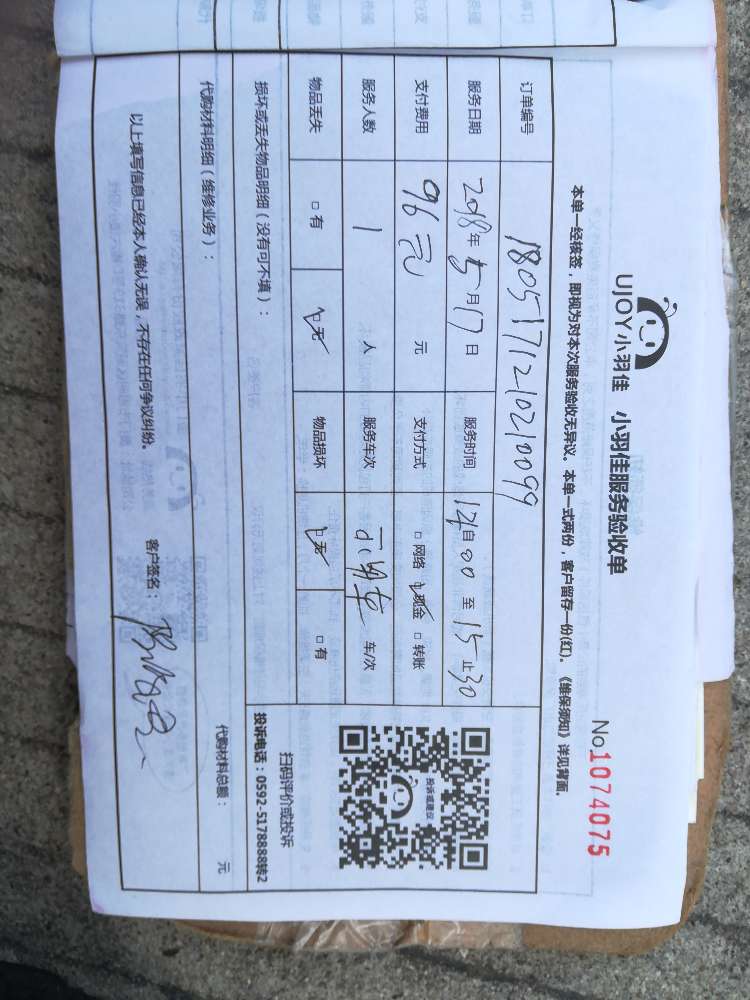 UJOY小羽佳 小羽佳服务验收单
No.1074075
本单一经核签，即视为对本次服务验收无异议，本单一式两份，客户留存一份(红)。《维保须知》详见背面。
订单编号 1805171210210099
服务日期 2018年5月17日 服务时间 12自00至15止30
支付费用 96元 元 支付方式 □网络 ☑现金 □转账
服务人数 1 人 服务车次 车/次
物品丢失 □有 ☑无 物品损坏 ☑无 □有
损坏或丢失物品明细（没有可不填）：
代购材料明细（维修业务）：
代购材料总额： 元
投诉或建议
扫码评价或投诉
投诉电话：0592-5178888转2
以上填写信息已经本人确认无误，不存在任何争议纠纷。 客户签名：